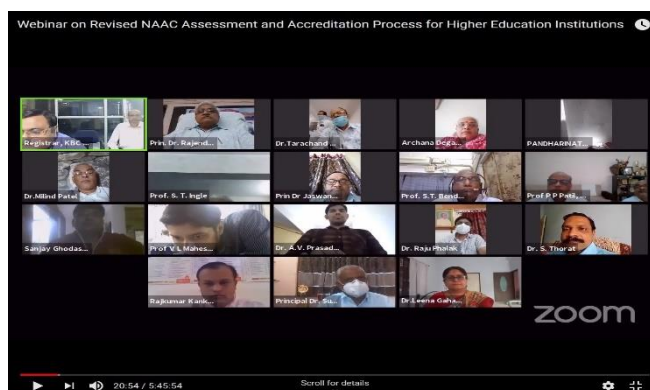 Webinar on Revised NAAC Assessment and Accreditation Process for Higher Education Institutions
Registrar, KBC ...
Prin. Dr. Rajend...
Dr.Tarachand ...
Archana Dega...
PANDHARINAT...
Dr.Milind Patel
Prof. S. T. Ingle
Prin Dr Jaswan...
Prof. S.T. Bend...
Prof P P Pati...
Sanjay Ghodas...
Prof V L Mahes...
Dr. A.V. Prasad...
Dr. Raju Phalak
Dr. S. Thorat
Rajkumar Kank...
Principal Dr. Su...
Dr.Leena Gaha...
zoom
20:54 / 5:45:54
Scroll for details